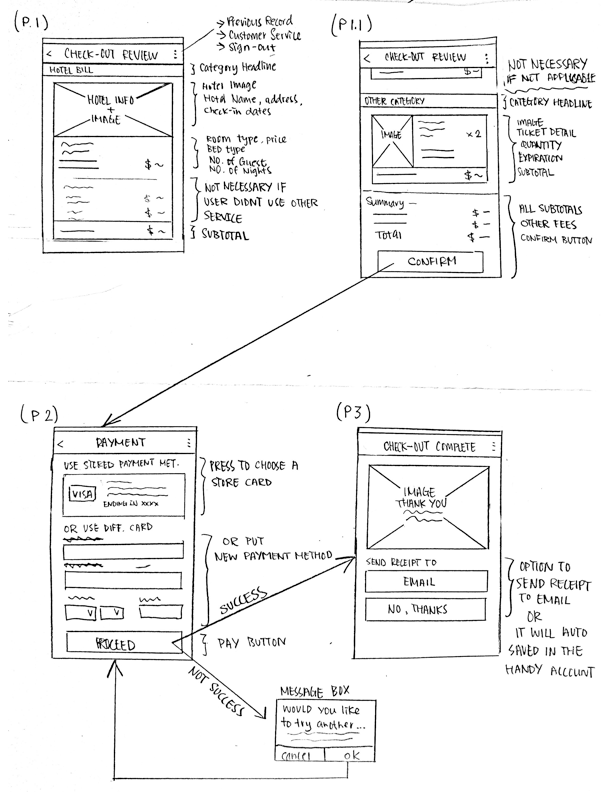 (P.1)
→ Previous Record
→ Customer Service
→ Sign-out
< CHECK-OUT REVIEW
HOTEL BILL
} Category Headline
HOTEL INFO
+
IMAGE
Hotel Image
Hotel Name, address,
check-in dates
Room type, price
BED type
NO. of Guest
NO. of Nights
$ ~
NOT NECESSARY IF
USER DIDNT USE OTHER
SERVICE
$ ~
$ ~
$ ~
} SUBTOTAL
(P1.1)
< CHECK-OUT REVIEW
$ ~
NOT NECESSARY
IF NOT APPLICABLE
OTHER CATEGORY
} CATEGORY HEADLINE
IMAGE
x 2
$ ~
IMAGE
TICKET DETAIL
QUANTITY
EXPIRATION
SUBTOTAL
Summary —
$ —
$ —
Total $ —
CONFIRM
ALL SUBTOTALS
OTHER FEES
CONFIRM BUTTON
(P 2)
< PAYMENT
USE STORED PAYMENT MET.
VISA
ENDING IN XXXX
PRESS TO CHOOSE A
STORE CARD
OR USE DIFF. CARD
OR PUT
NEW PAYMENT METHOD
V V
PROCEED
} PAY BUTTON
SUCCESS
NOT SUCCESS
(P3)
CHECK-OUT COMPLETE
IMAGE
THANK YOU
SEND RECEIPT TO
EMAIL
NO, THANKS
OPTION TO
SEND RECEIPT
TO EMAIL
OR
IT WILL AUTO
SAVED IN THE
HANDY ACCOUNT
MESSAGE BOX
WOULD YOU LIKE
to try another...
cancel OK